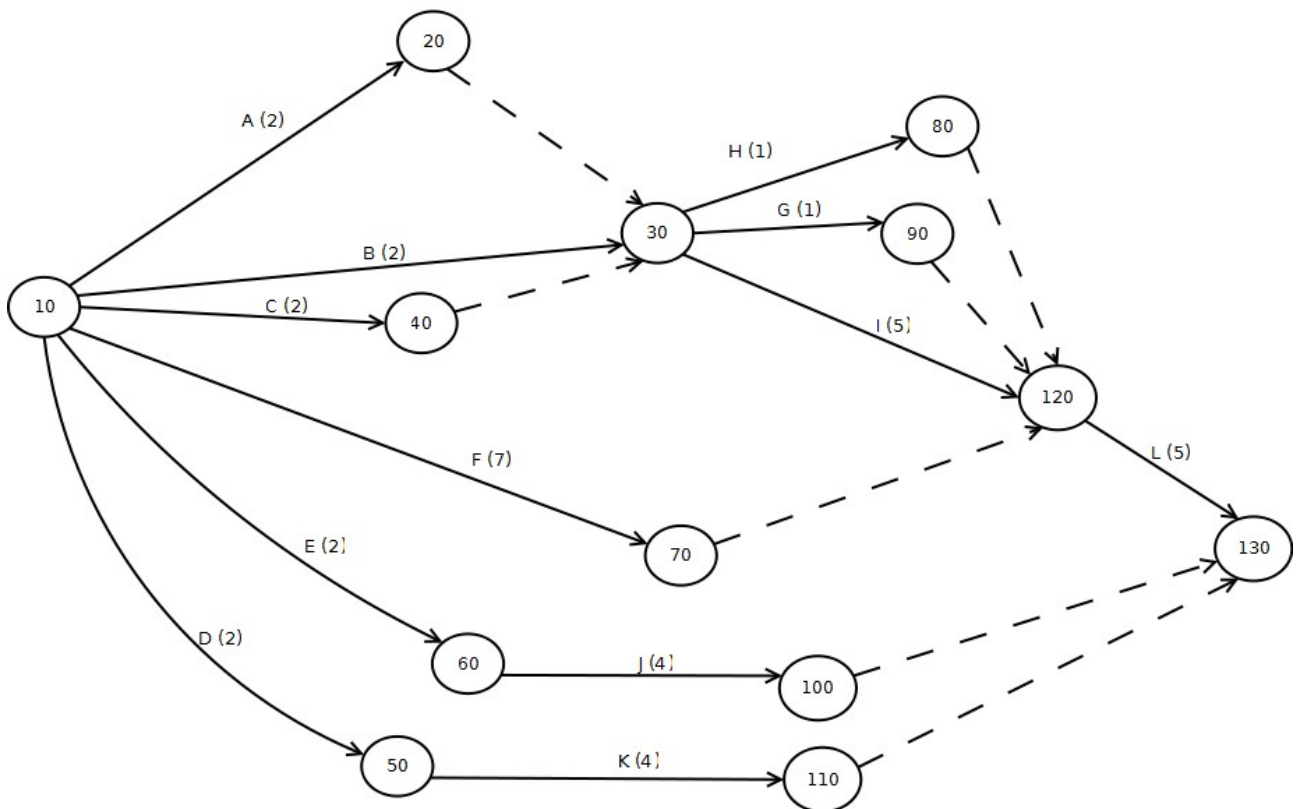 20
A (2)
80
H (1)
G (1)
30
90
B (2)
10
C (2)
40
I (5)
120
L (5)
F (7)
70
130
E (2)
D (2)
60
J (4)
100
50
K (4)
110